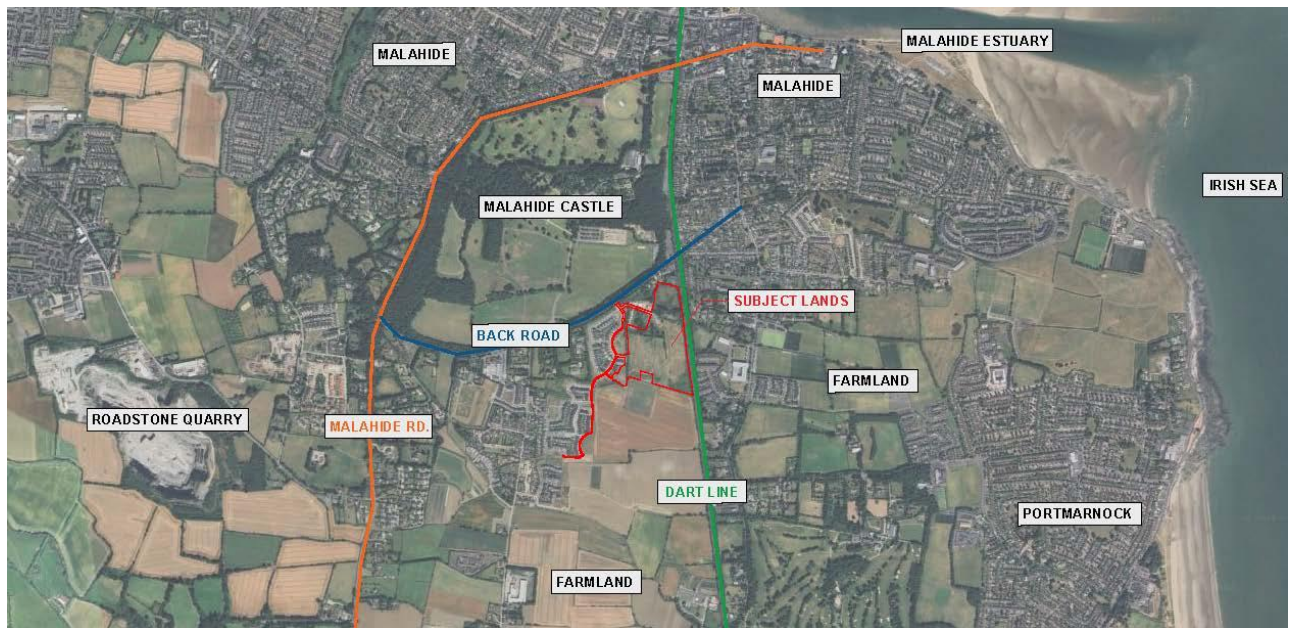 MALAHIDE ESTUARY
MALAHIDE
MALAHIDE
IRISH SEA
MALAHIDE CASTLE
SUBJECT LANDS
BACK ROAD
FARMLAND
ROADSTONE QUARRY
MALAHIDE RD.
DART LINE
PORTMARNOCK
FARMLAND